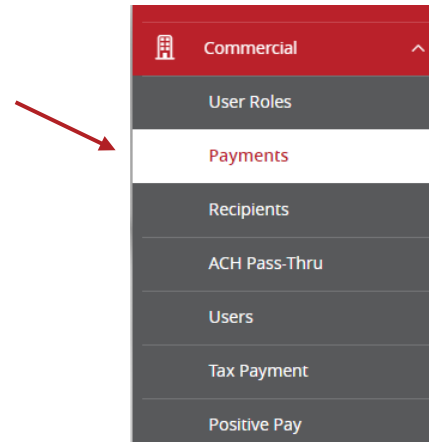 Commercial
User Roles
Payments
Recipients
ACH Pass-Thru
Users
Tax Payment
Positive Pay